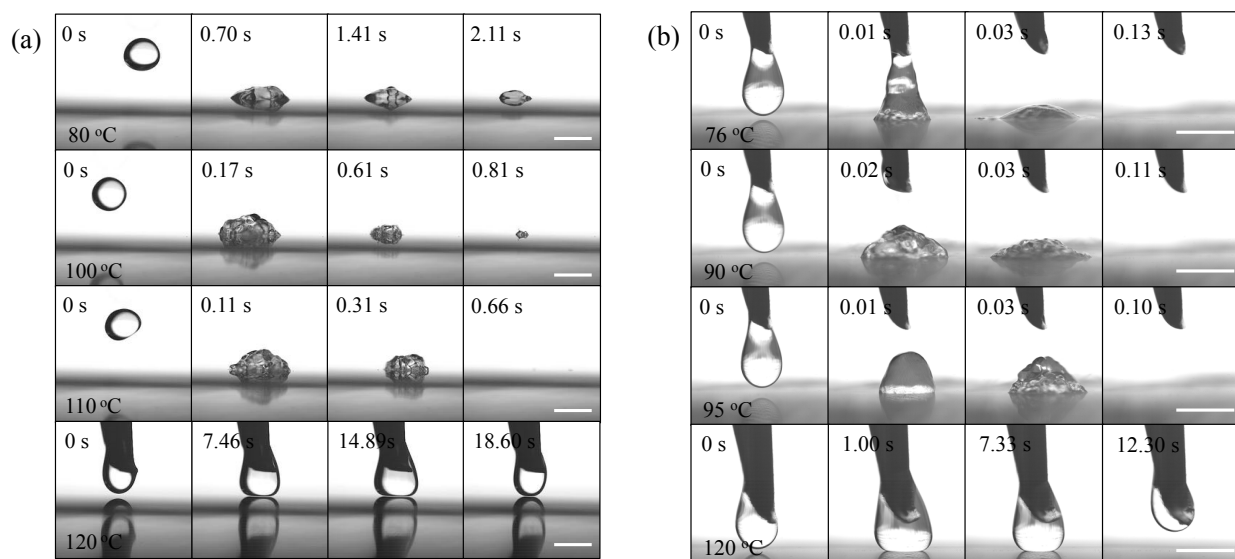 (a)
0 s 0.70 s 1.41 s 2.11 s
80 °C
0 s 0.17 s 0.61 s 0.81 s
100 °C
0 s 0.11 s 0.31 s 0.66 s
110 °C
0 s 7.46 s 14.89s 18.60 s
120 °C
(b)
0 s 0.01 s 0.03 s 0.13 s
76 °C
0 s 0.02 s 0.03 s 0.11 s
90 °C
0 s 0.01 s 0.03 s 0.10 s
95 °C
0 s 1.00 s 7.33 s 12.30 s
120 °C